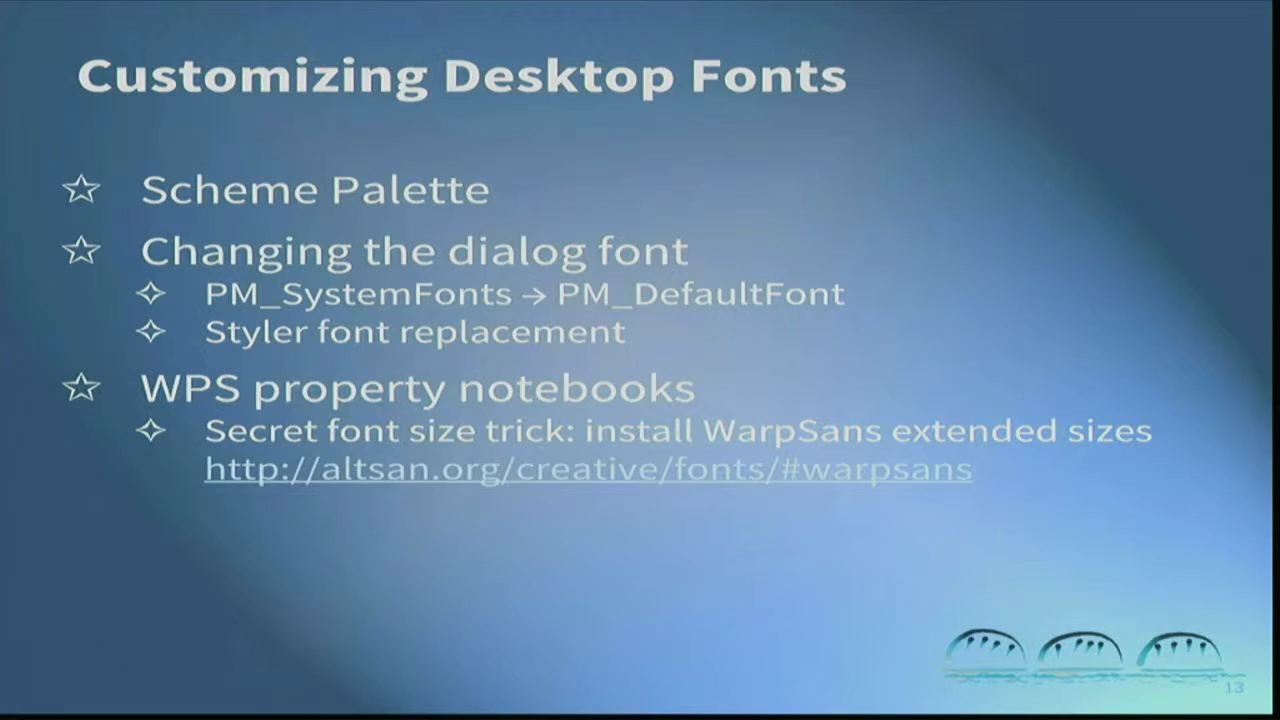 Customizing Desktop Fonts
Scheme Palette
Changing the dialog font
PM_SystemFonts → PM_DefaultFont
Styler font replacement
WPS property notebooks
Secret font size trick: install WarpSans extended sizes
http://altsan.org/creative/fonts/#warpsans
13